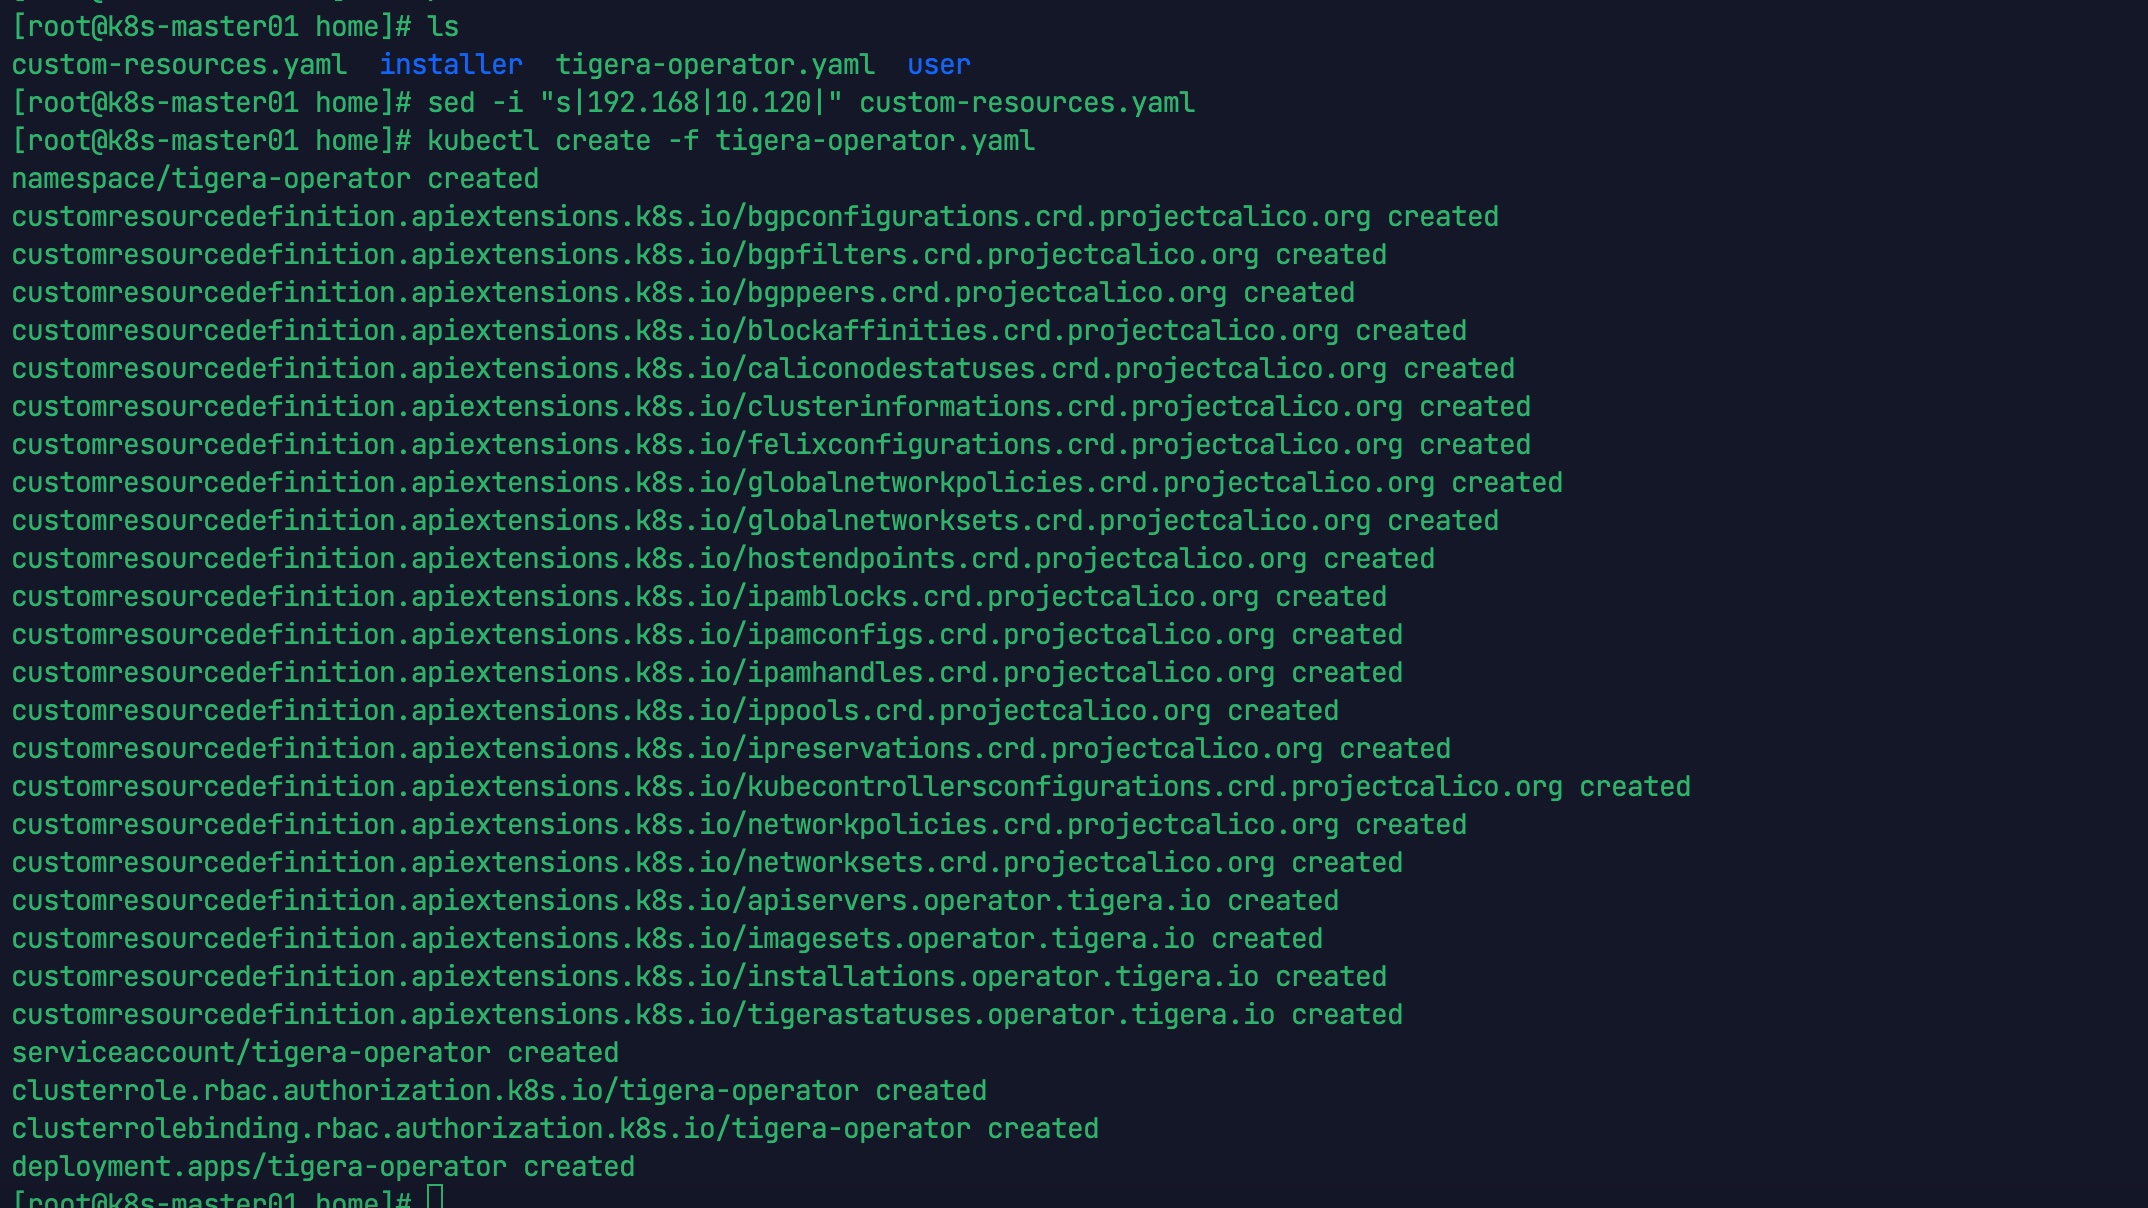 [root@k8s-master01 home]# ls
custom-resources.yaml  installer  tigera-operator.yaml  user
[root@k8s-master01 home]# sed -i "s|192.168|10.120|" custom-resources.yaml
[root@k8s-master01 home]# kubectl create -f tigera-operator.yaml
namespace/tigera-operator created
customresourcedefinition.apiextensions.k8s.io/bgpconfigurations.crd.projectcalico.org created
customresourcedefinition.apiextensions.k8s.io/bgpfilters.crd.projectcalico.org created
customresourcedefinition.apiextensions.k8s.io/bgppeers.crd.projectcalico.org created
customresourcedefinition.apiextensions.k8s.io/blockaffinities.crd.projectcalico.org created
customresourcedefinition.apiextensions.k8s.io/caliconodestatuses.crd.projectcalico.org created
customresourcedefinition.apiextensions.k8s.io/clusterinformations.crd.projectcalico.org created
customresourcedefinition.apiextensions.k8s.io/felixconfigurations.crd.projectcalico.org created
customresourcedefinition.apiextensions.k8s.io/globalnetworkpolicies.crd.projectcalico.org created
customresourcedefinition.apiextensions.k8s.io/globalnetworksets.crd.projectcalico.org created
customresourcedefinition.apiextensions.k8s.io/hostendpoints.crd.projectcalico.org created
customresourcedefinition.apiextensions.k8s.io/ipamblocks.crd.projectcalico.org created
customresourcedefinition.apiextensions.k8s.io/ipamconfigs.crd.projectcalico.org created
customresourcedefinition.apiextensions.k8s.io/ipamhandles.crd.projectcalico.org created
customresourcedefinition.apiextensions.k8s.io/ippools.crd.projectcalico.org created
customresourcedefinition.apiextensions.k8s.io/ipreservations.crd.projectcalico.org created
customresourcedefinition.apiextensions.k8s.io/kubecontrollersconfigurations.crd.projectcalico.org created
customresourcedefinition.apiextensions.k8s.io/networkpolicies.crd.projectcalico.org created
customresourcedefinition.apiextensions.k8s.io/networksets.crd.projectcalico.org created
customresourcedefinition.apiextensions.k8s.io/apiservers.operator.tigera.io created
customresourcedefinition.apiextensions.k8s.io/imagesets.operator.tigera.io created
customresourcedefinition.apiextensions.k8s.io/installations.operator.tigera.io created
customresourcedefinition.apiextensions.k8s.io/tigerastatuses.operator.tigera.io created
serviceaccount/tigera-operator created
clusterrole.rbac.authorization.k8s.io/tigera-operator created
clusterrolebinding.rbac.authorization.k8s.io/tigera-operator created
deployment.apps/tigera-operator created
[root@k8s-master01 home]#